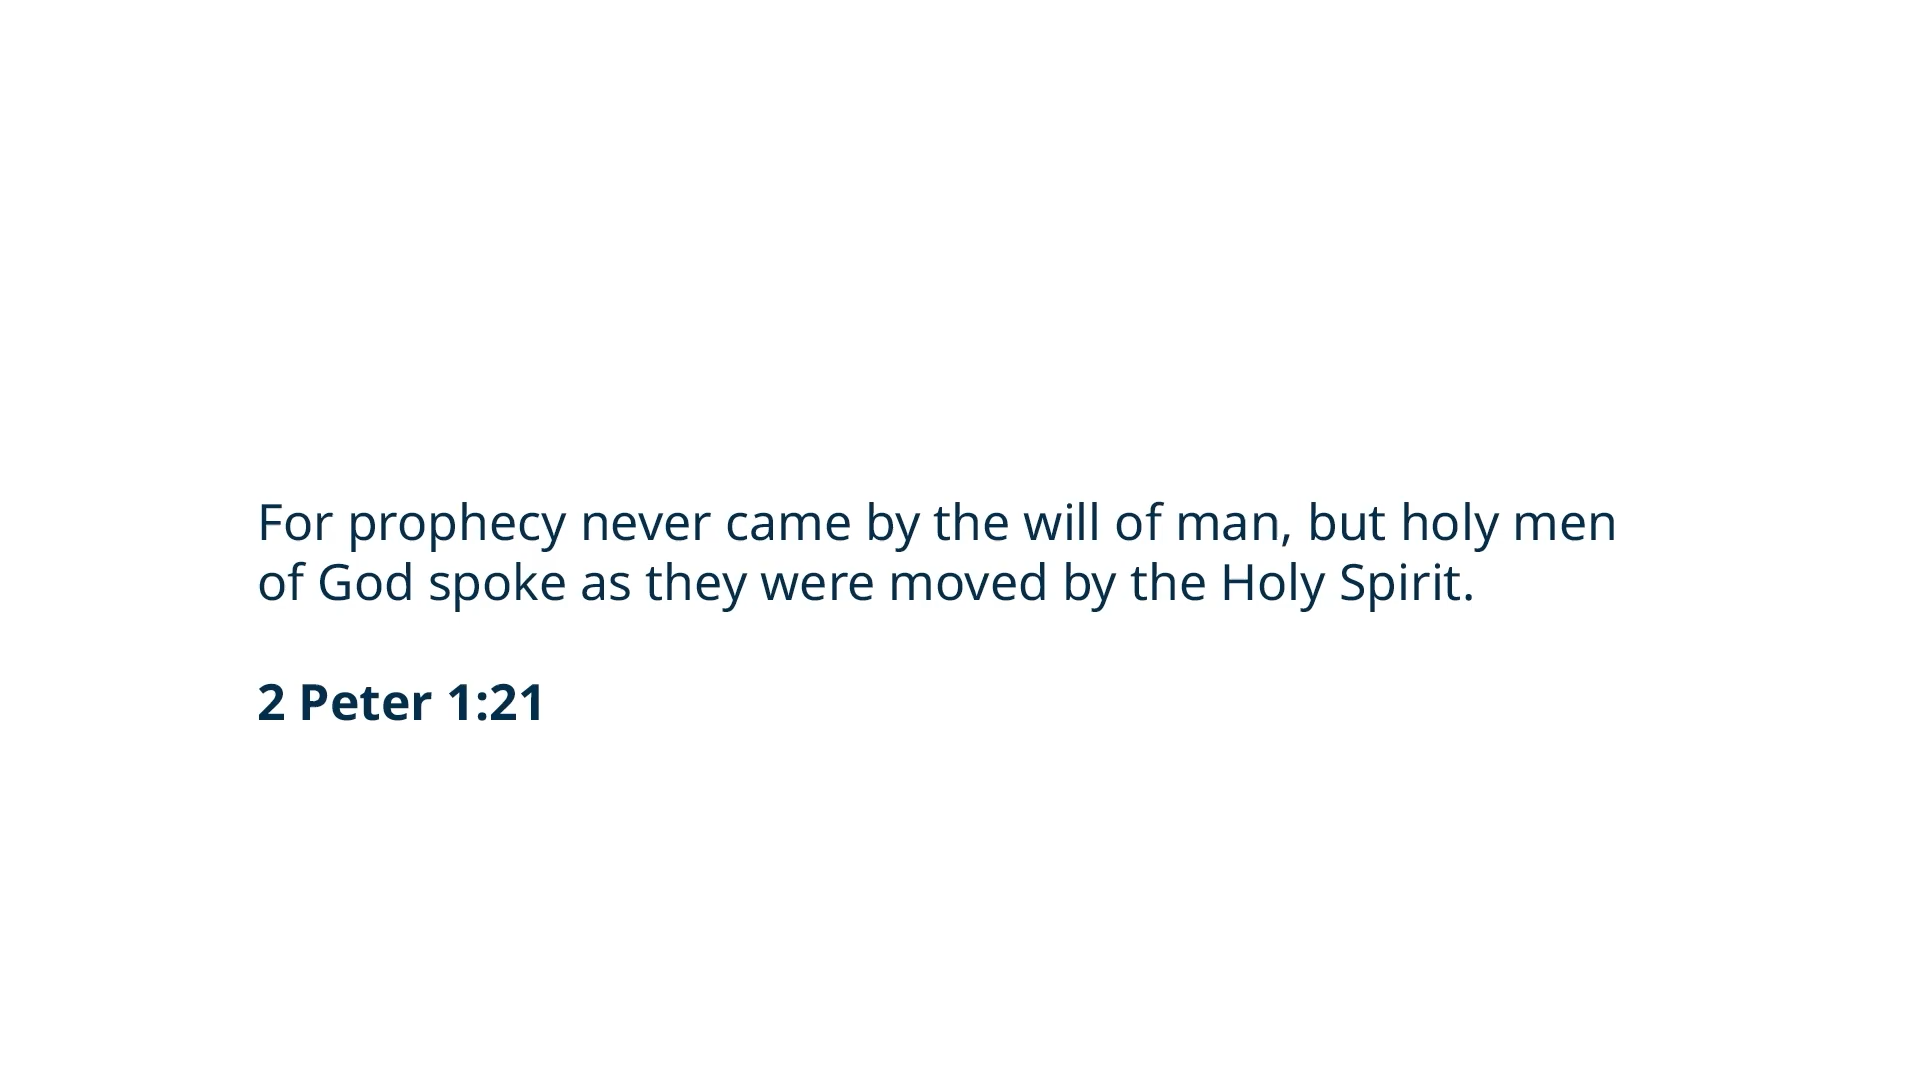 For prophecy never came by the will of man, but holy men
of God spoke as they were moved by the Holy Spirit.
2 Peter 1:21